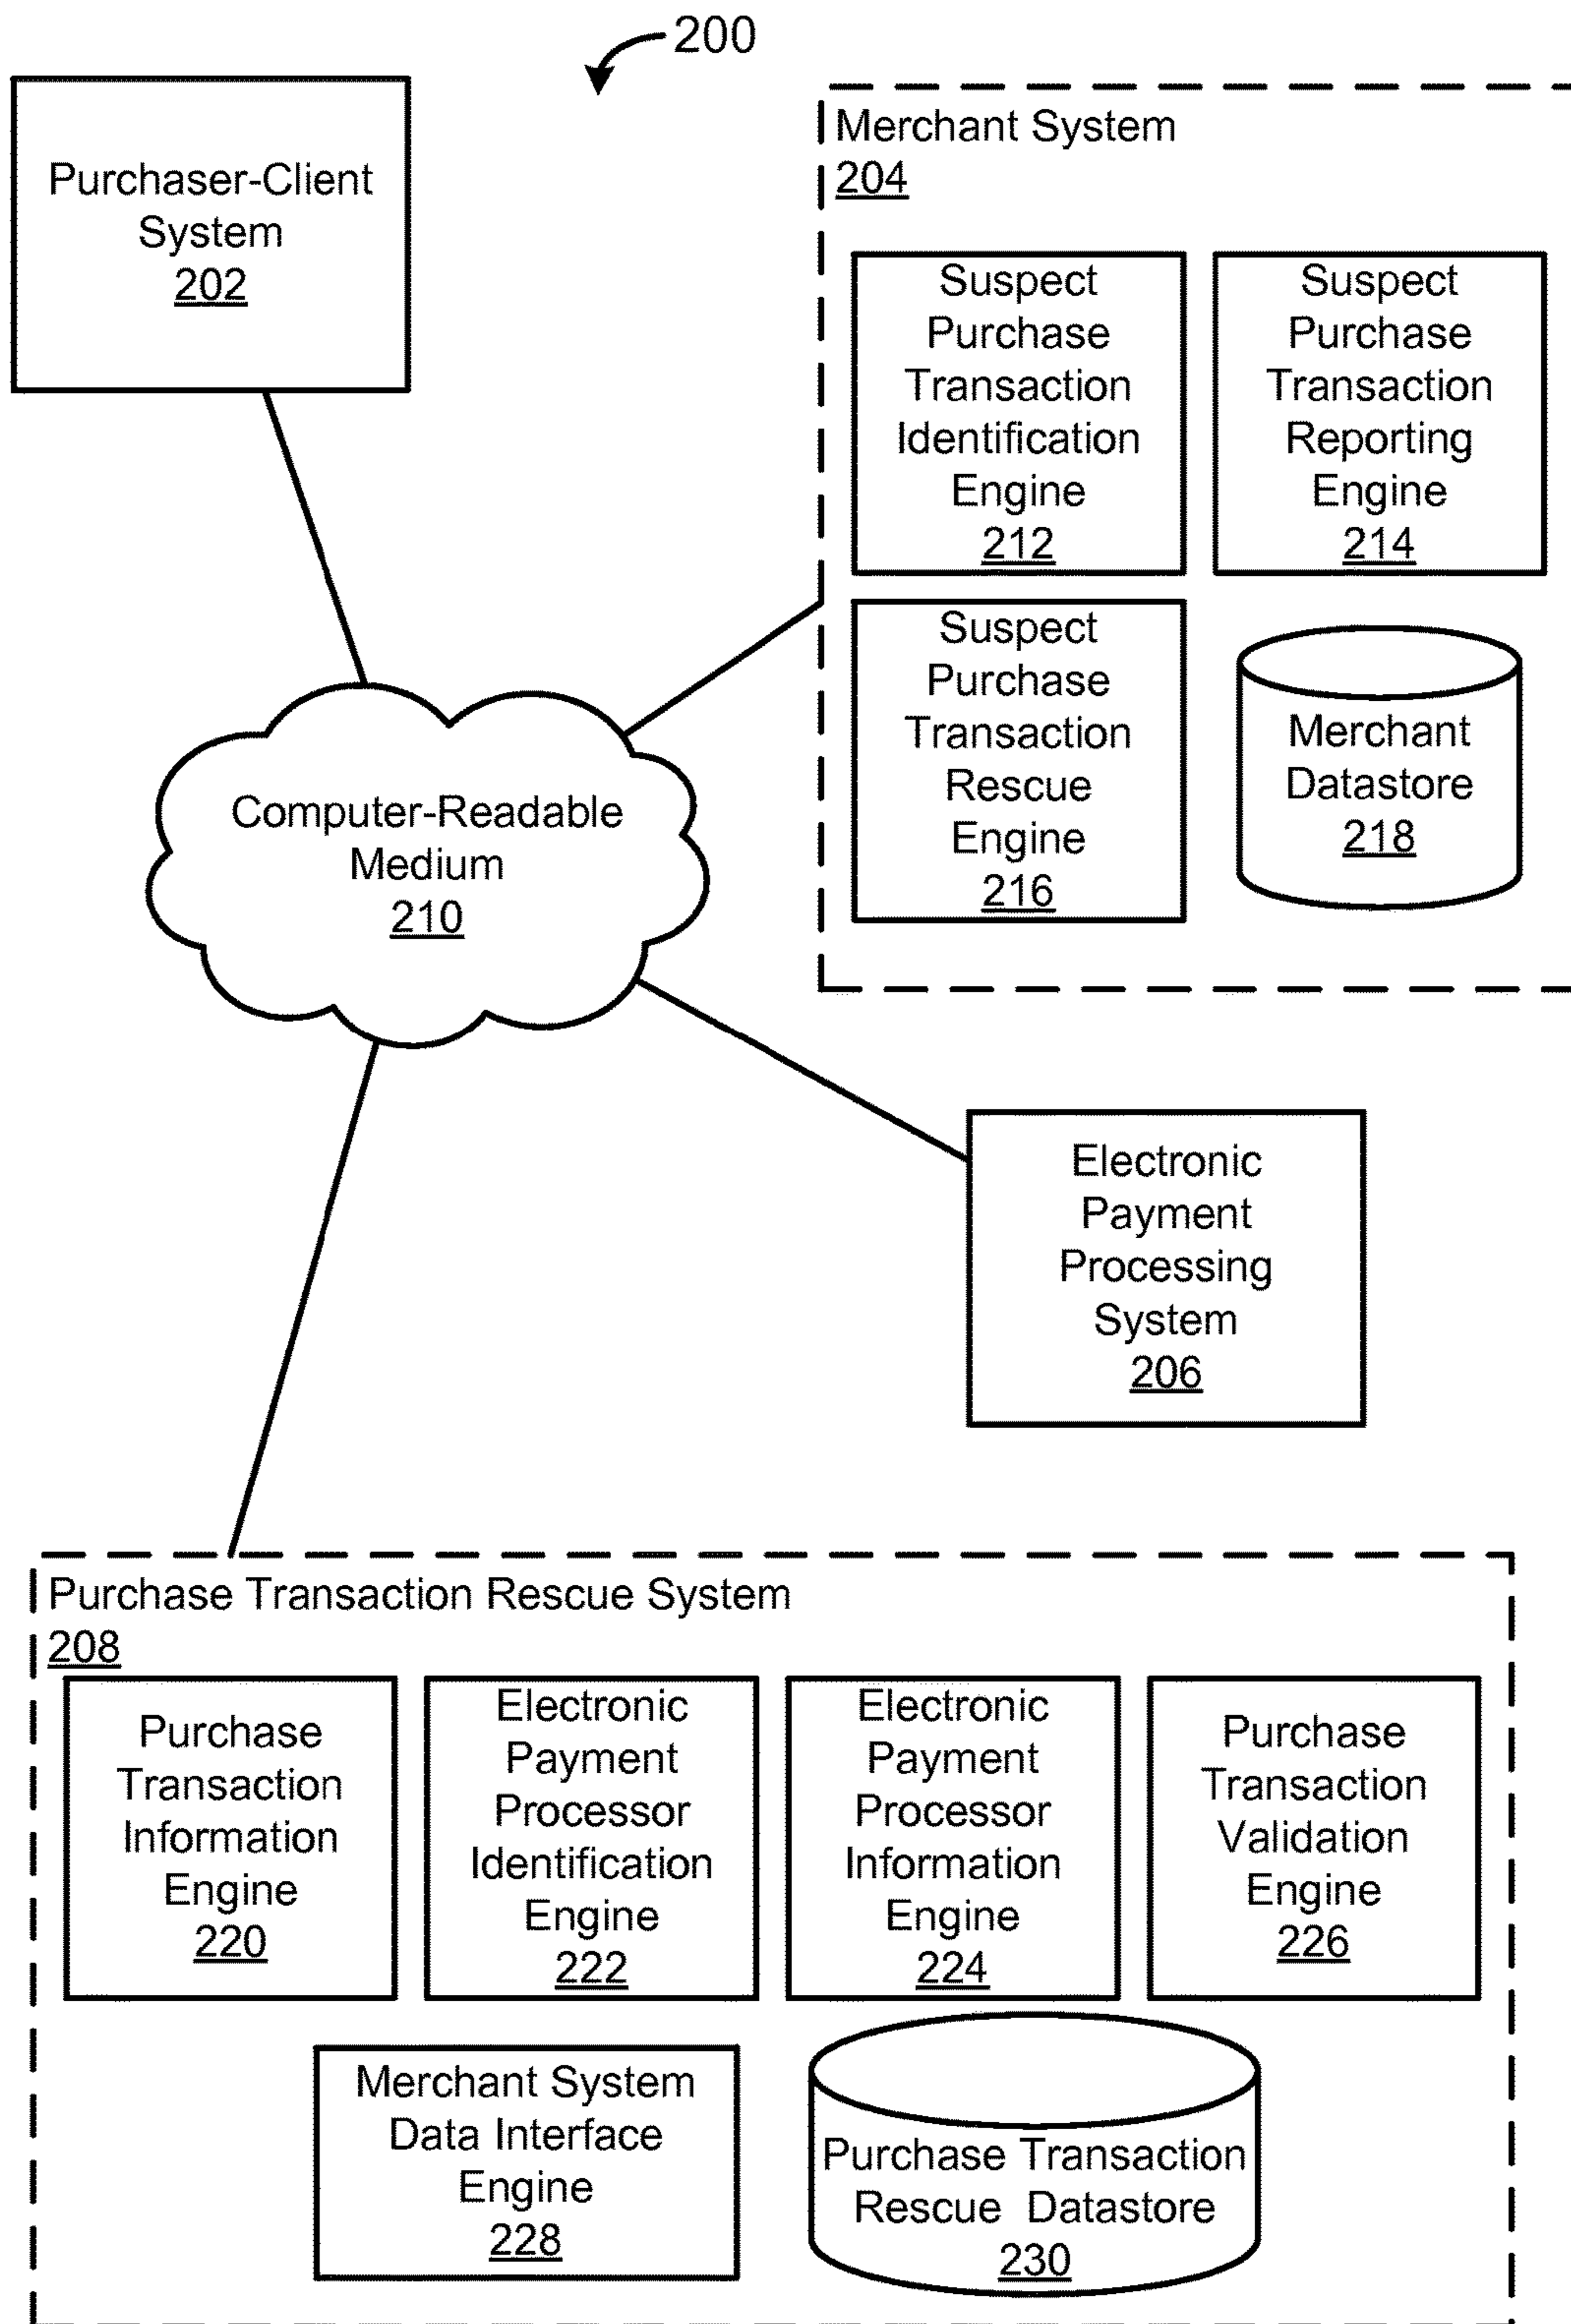 200
Purchaser-Client
System
202
Merchant System
204
Suspect
Purchase
Transaction
Identification
Engine
212
Suspect
Purchase
Transaction
Reporting
Engine
214
Suspect
Purchase
Transaction
Rescue
Engine
216
Merchant
Datastore
218
Computer-Readable
Medium
210
Electronic
Payment
Processing
System
206
Purchase Transaction Rescue System
208
Purchase
Transaction
Information
Engine
220
Electronic
Payment
Processor
Identification
Engine
222
Electronic
Payment
Processor
Information
Engine
224
Purchase
Transaction
Validation
Engine
226
Merchant System
Data Interface
Engine
228
Purchase Transaction
Rescue Datastore
230